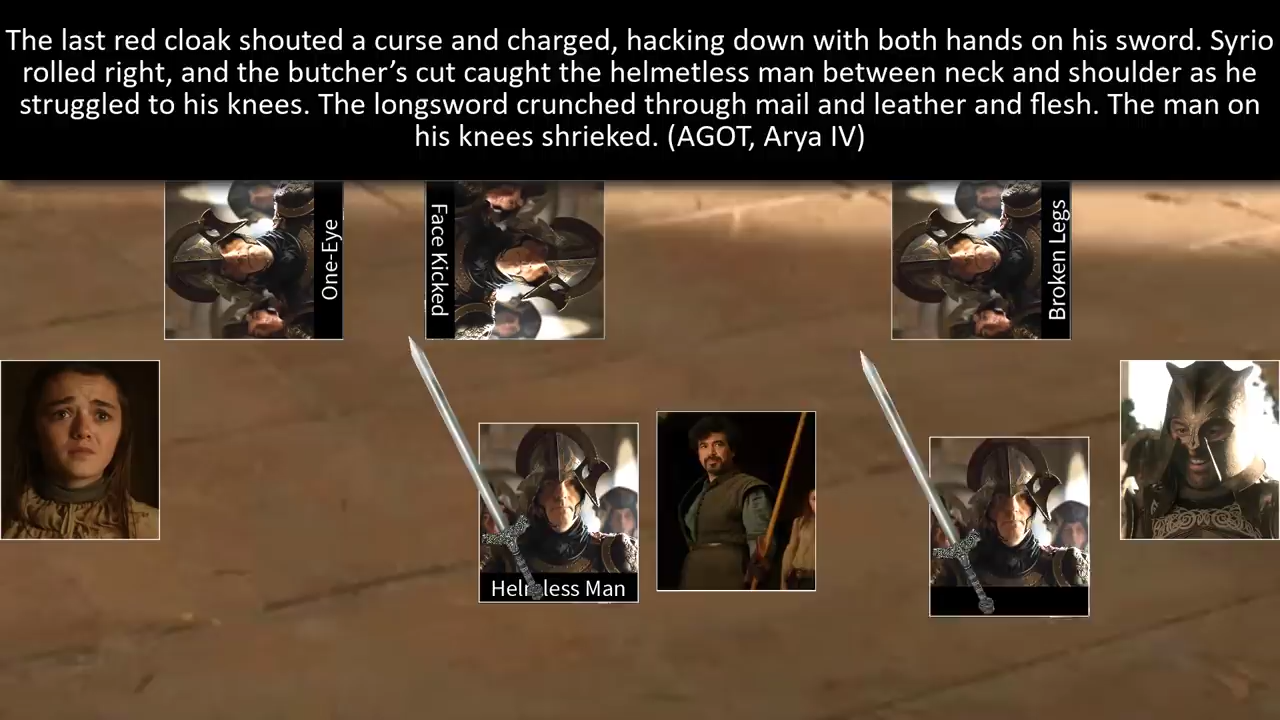 The last red cloak shouted a curse and charged, hacking down with both hands on his sword. Syrio
rolled right, and the butcher’s cut caught the helmetless man between neck and shoulder as he
struggled to his knees. The longsword crunched through mail and leather and flesh. The man on
his knees shrieked. (AGOT, Arya IV)
One-Eye
Face Kicked
Broken Legs
Man